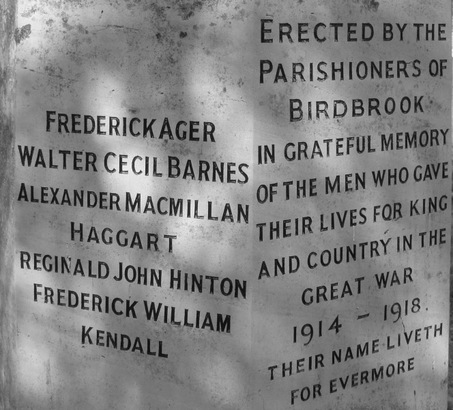 FREDERICK AGER
WALTER CECIL BARNES
ALEXANDER MACMILLAN
HAGGART
REGINALD JOHN HINTON
FREDERICK WILLIAM
KENDALL
ERECTED BY THE
PARISHIONERS OF
BIRDBROOK
IN GRATEFUL MEMORY
OF THE MEN WHO GAVE
THEIR LIVES FOR KING
AND COUNTRY IN THE
GREAT WAR
1914 - 1918.
THEIR NAME LIVETH
FOR EVERMORE